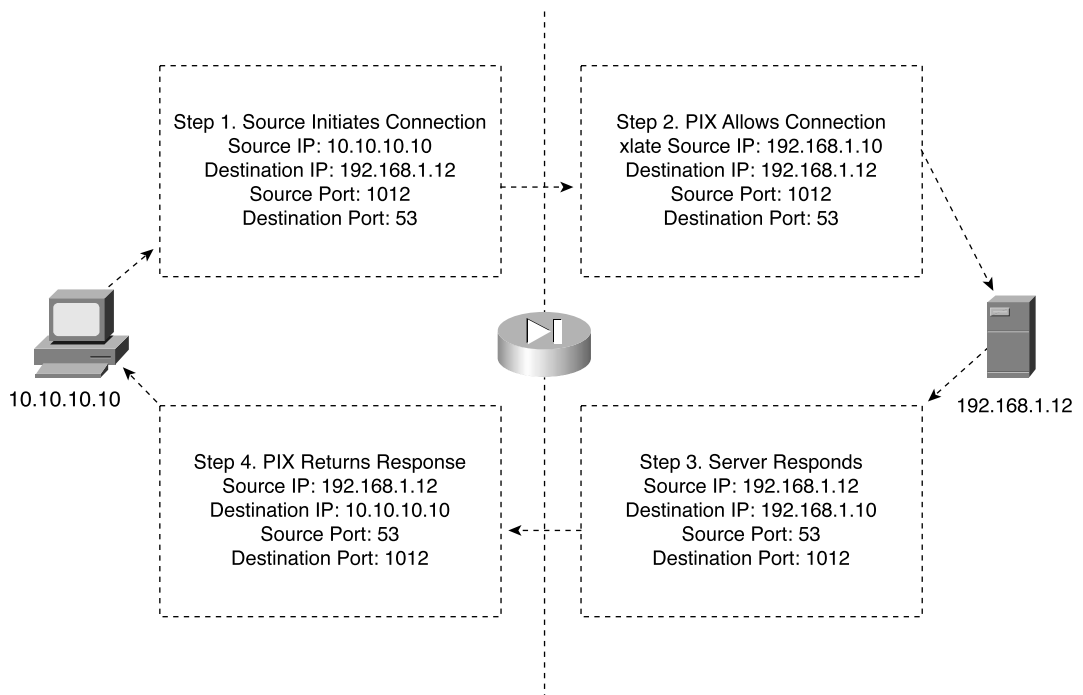 Step 1. Source Initiates Connection
Source IP: 10.10.10.10
Destination IP: 192.168.1.12
Source Port: 1012
Destination Port: 53
Step 2. PIX Allows Connection
xlate Source IP: 192.168.1.10
Destination IP: 192.168.1.12
Source Port: 1012
Destination Port: 53
10.10.10.10
192.168.1.12
Step 4. PIX Returns Response
Source IP: 192.168.1.12
Destination IP: 10.10.10.10
Source Port: 53
Destination Port: 1012
Step 3. Server Responds
Source IP: 192.168.1.12
Destination IP: 192.168.1.10
Source Port: 53
Destination Port: 1012